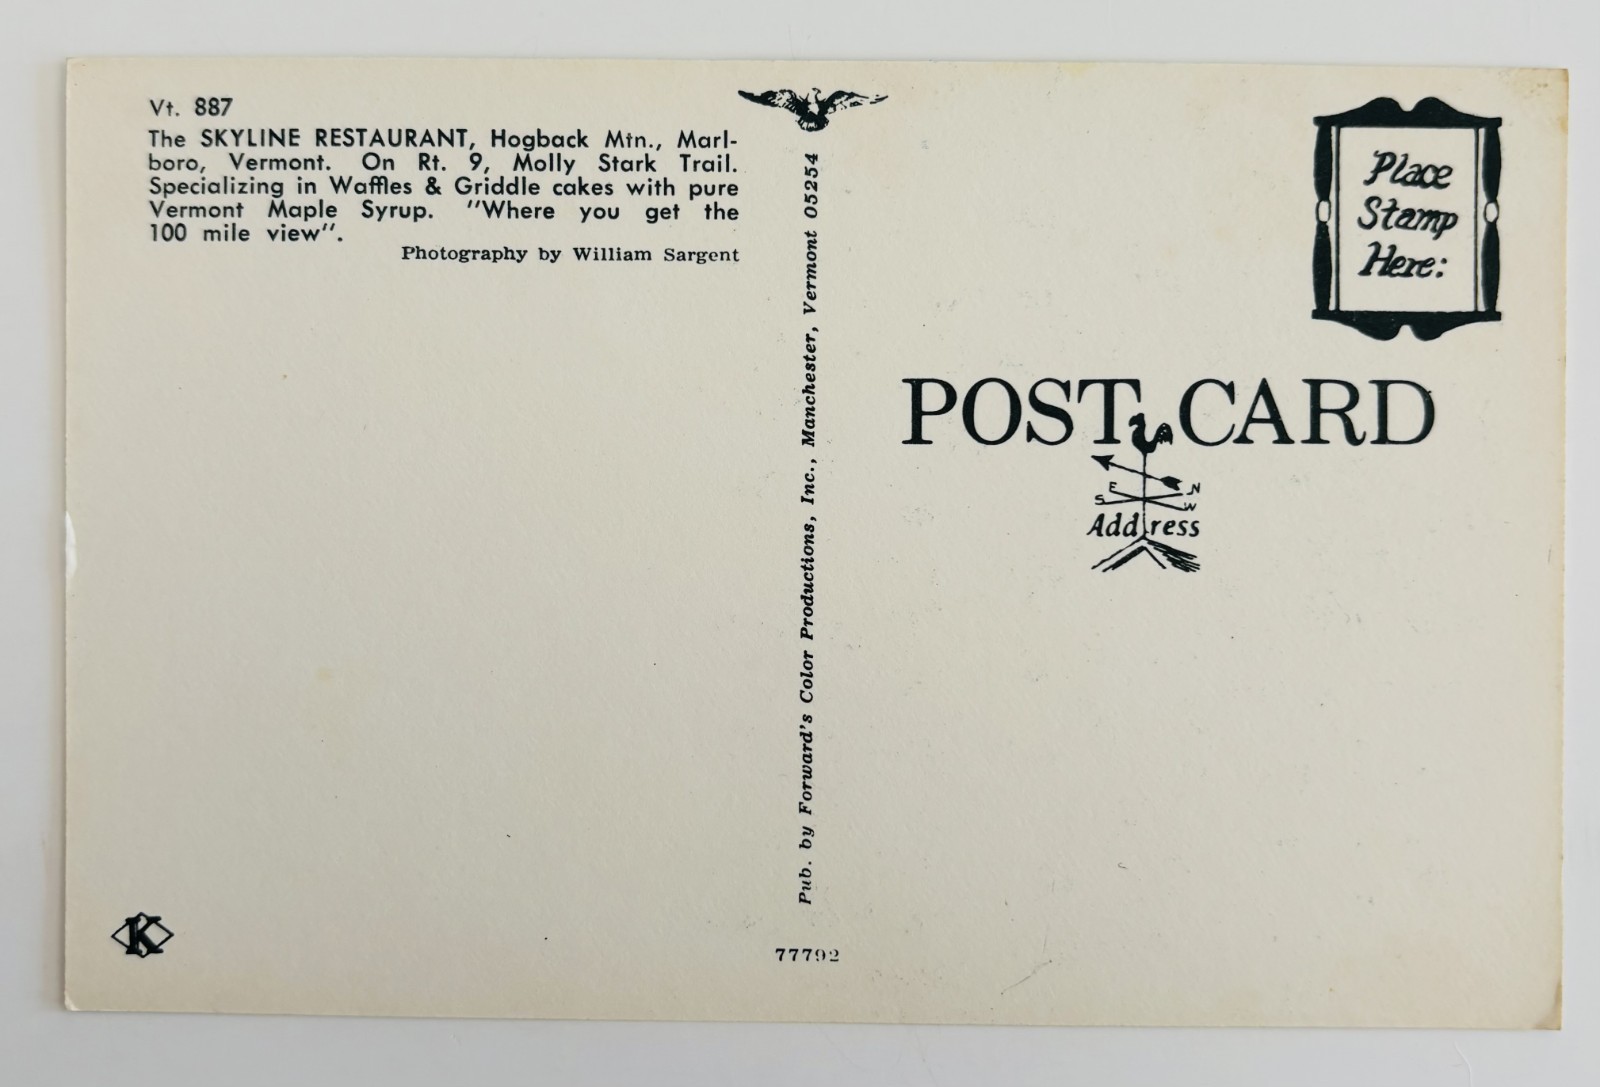 Vt. 887
The SKYLINE RESTAURANT, Hogback Mtn., Marl-
boro, Vermont. On Rt. 9, Molly Stark Trail.
Specializing in Waffles & Griddle cakes with pure
Vermont Maple Syrup. "Where you get the
100 mile view".
Photography by William Sargent
Pub. by Forward's Color Productions, Inc., Manchester, Vermont 05254
Place
Stamp
Here:
POST CARD
E N
S W
Address
K
77792